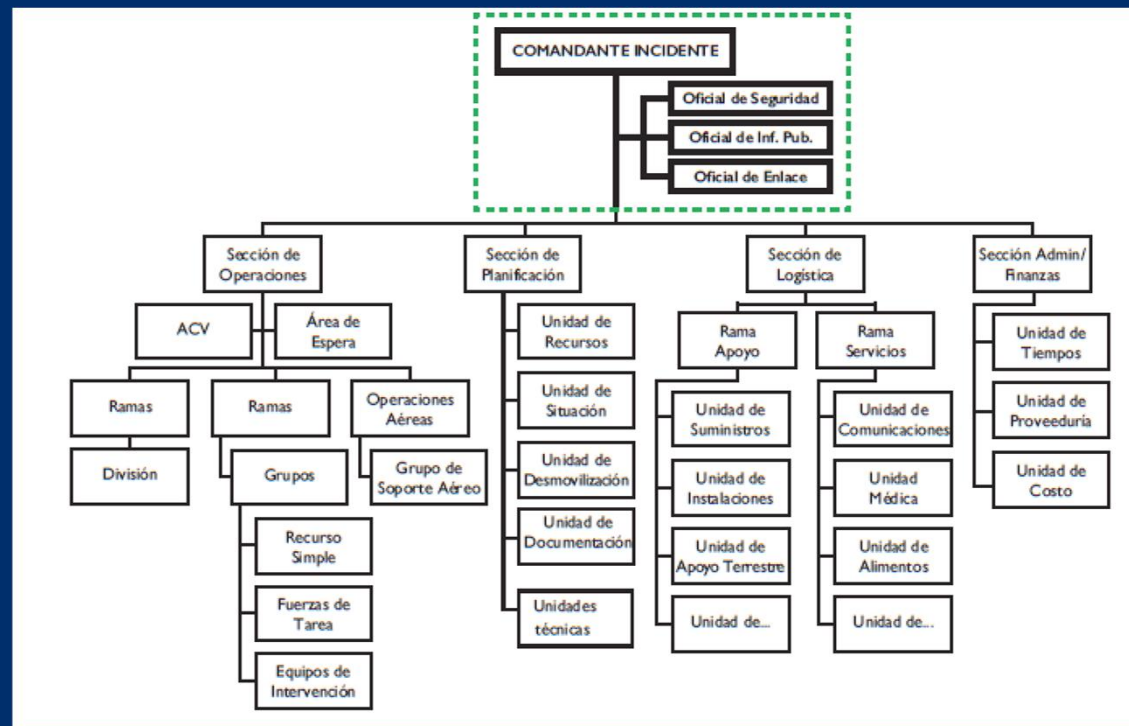 COMANDANTE INCIDENTE
Oficial de Seguridad
Oficial de Inf. Pub.
Oficial de Enlace
Sección de
Operaciones
Sección de
Planificación
Sección de
Logística
Sección Admin/
Finanzas
ACV
Área de
Espera
Ramas
Ramas
Operaciones
Aéreas
División
Grupos
Grupo de
Soporte Aéreo
Recurso
Simple
Fuerzas de
Tarea
Equipos de
Intervención
Unidad de
Recursos
Unidad de
Situación
Unidad de
Desmovilización
Unidad de
Documentación
Unidades
técnicas
Rama
Apoyo
Rama
Servicios
Unidad de
Suministros
Unidad de
Instalaciones
Unidad de
Apoyo Terrestre
Unidad de...
Unidad de
Comunicaciones
Unidad
Médica
Unidad de
Alimentos
Unidad de...
Unidad de
Tiempos
Unidad de
Proveeduría
Unidad de
Costo